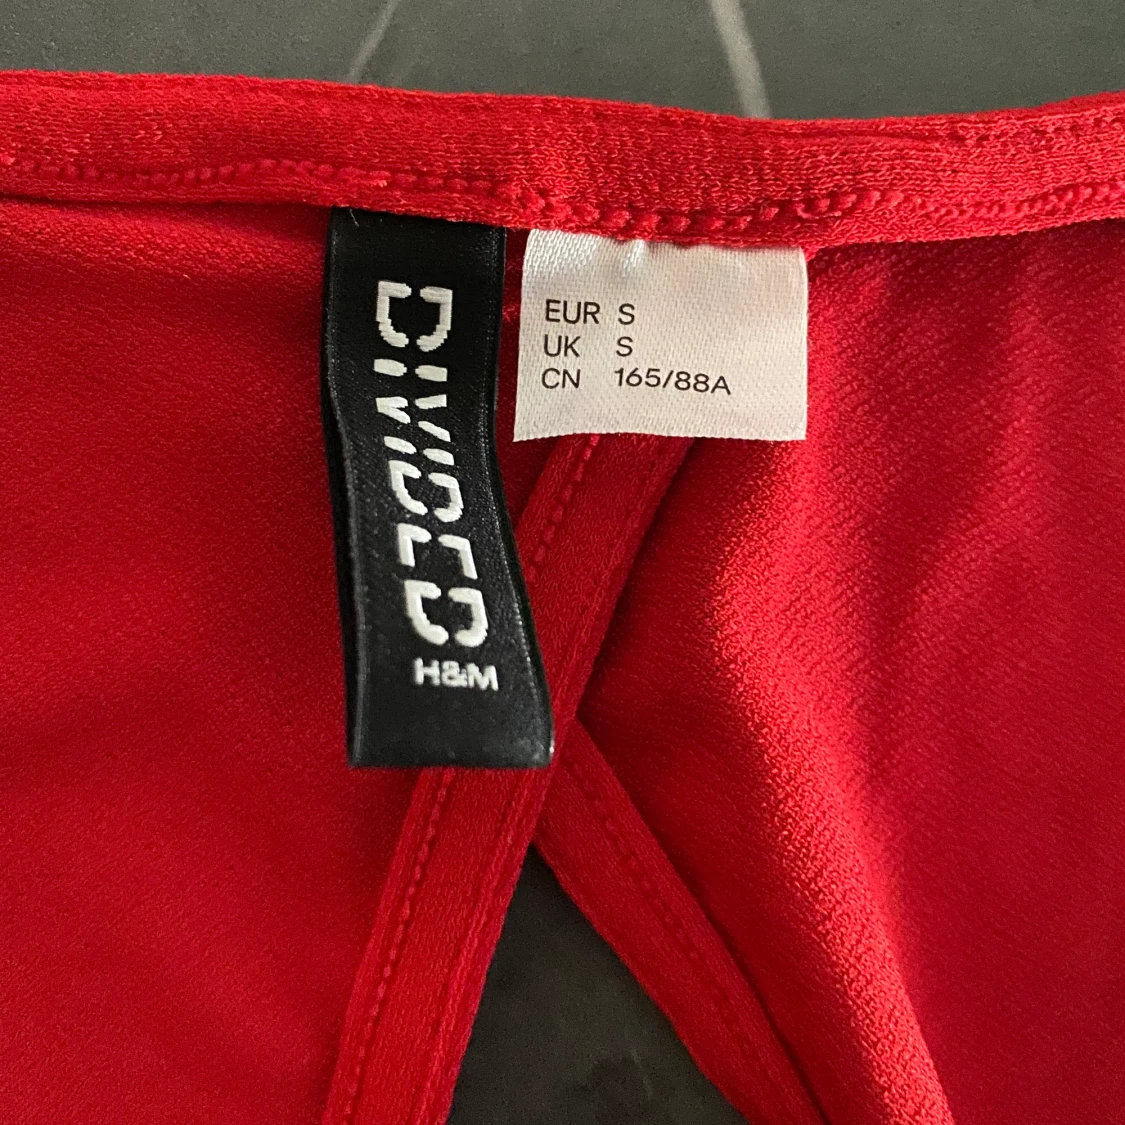 DIVIDED
H&M
EUR S
UK S
CN 165/88A